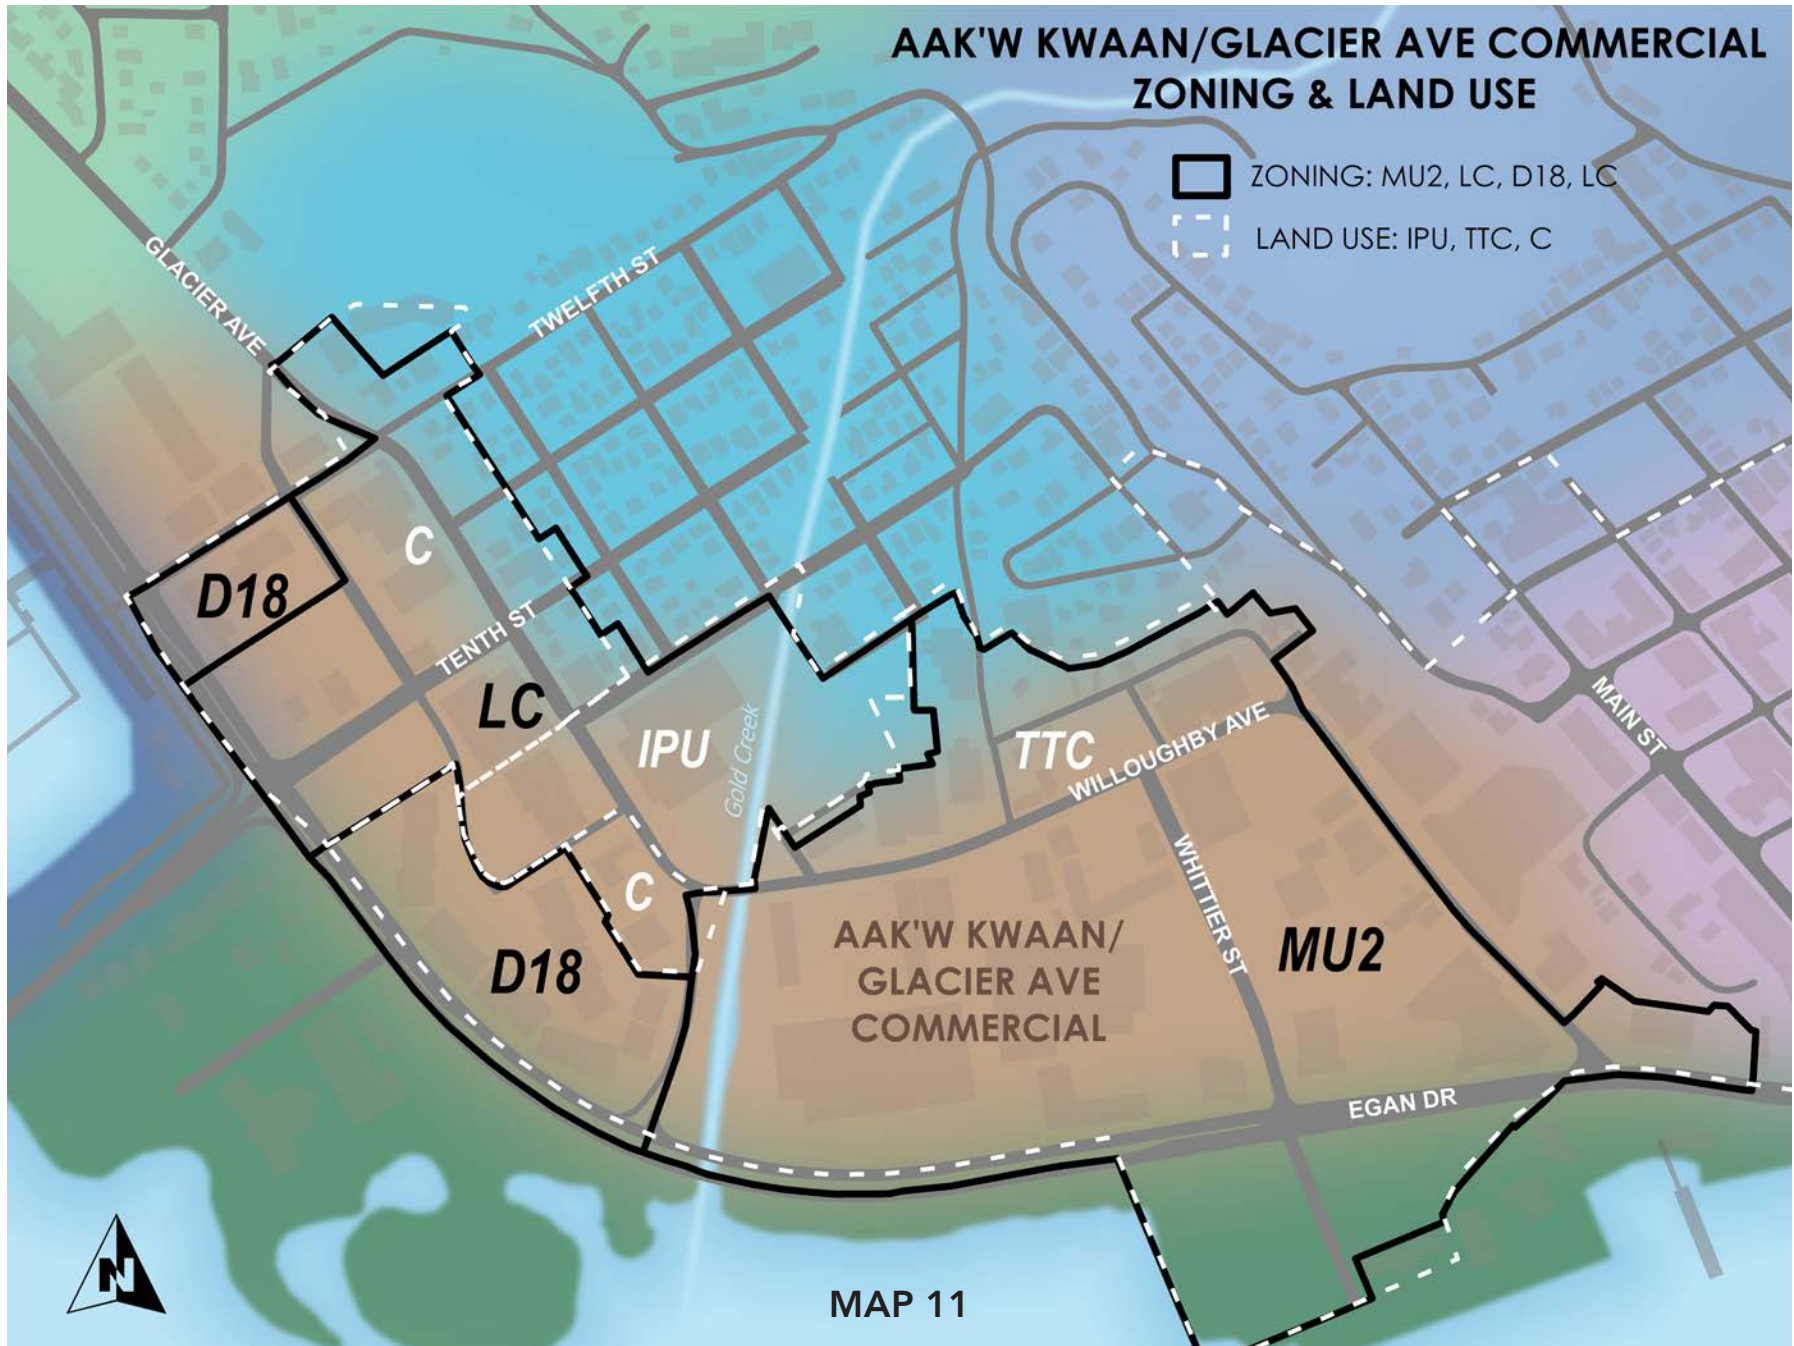 AAK'W KWAAN/GLACIER AVE COMMERCIAL
ZONING & LAND USE
ZONING: MU2, LC, D18, LC
LAND USE: IPU, TTC, C
GLACIER AVE
TWELFTH ST
C
D18
TENTH ST
LC
IPU
Gold Creek
TTC
WILLOUGHBY AVE
MAIN ST
WHITTIER ST
C
D18
AAK'W KWAAN/
GLACIER AVE
COMMERCIAL
MU2
EGAN DR
N
MAP 11